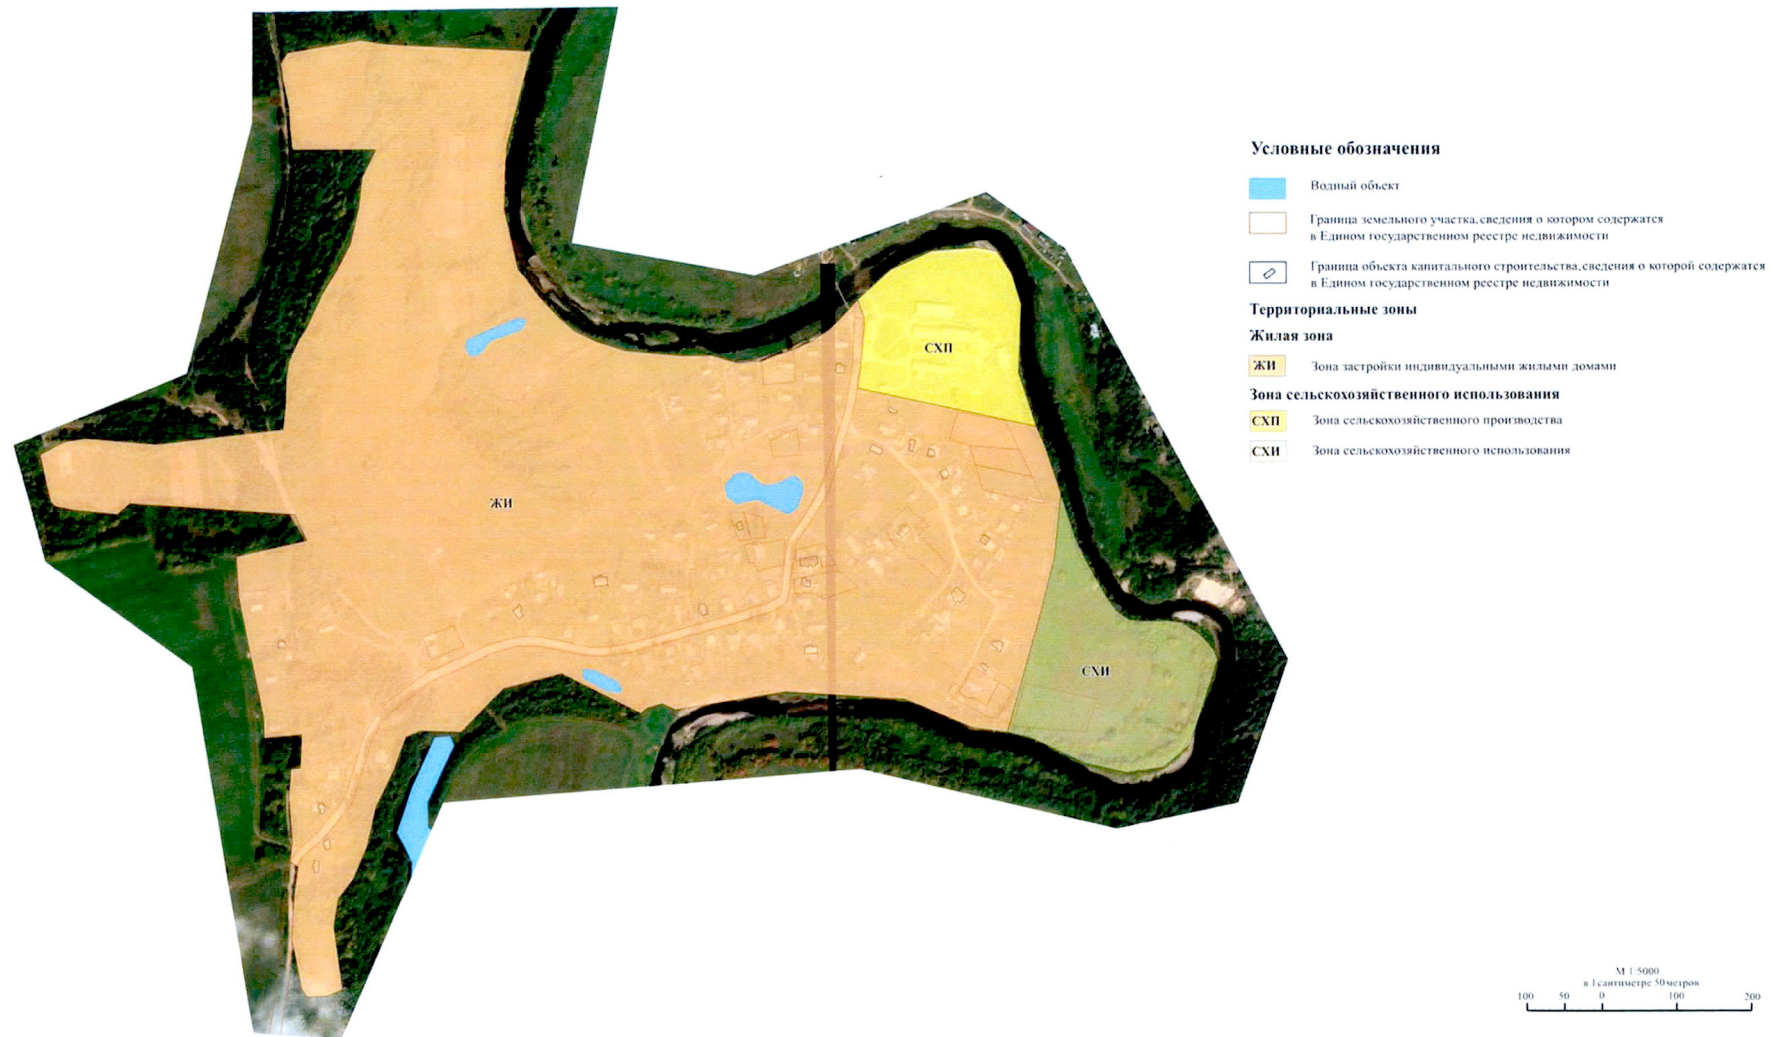 Условные обозначения
Водный объект
Граница земельного участка, сведения о котором содержатся
в Едином государственном реестре недвижимости
Граница объекта капитального строительства, сведения о которой содержатся
в Едином государственном реестре недвижимости
Территориальные зоны
Жилая зона
ЖИ Зона застройки индивидуальными жилыми домами
Зона сельскохозяйственного использования
СХП Зона сельскохозяйственного производства
СХИ Зона сельскохозяйственного использования
СХП
ЖИ
СХИ
М 1:5000
в 1 сантиметре 50 метров
100 50 0 100 200